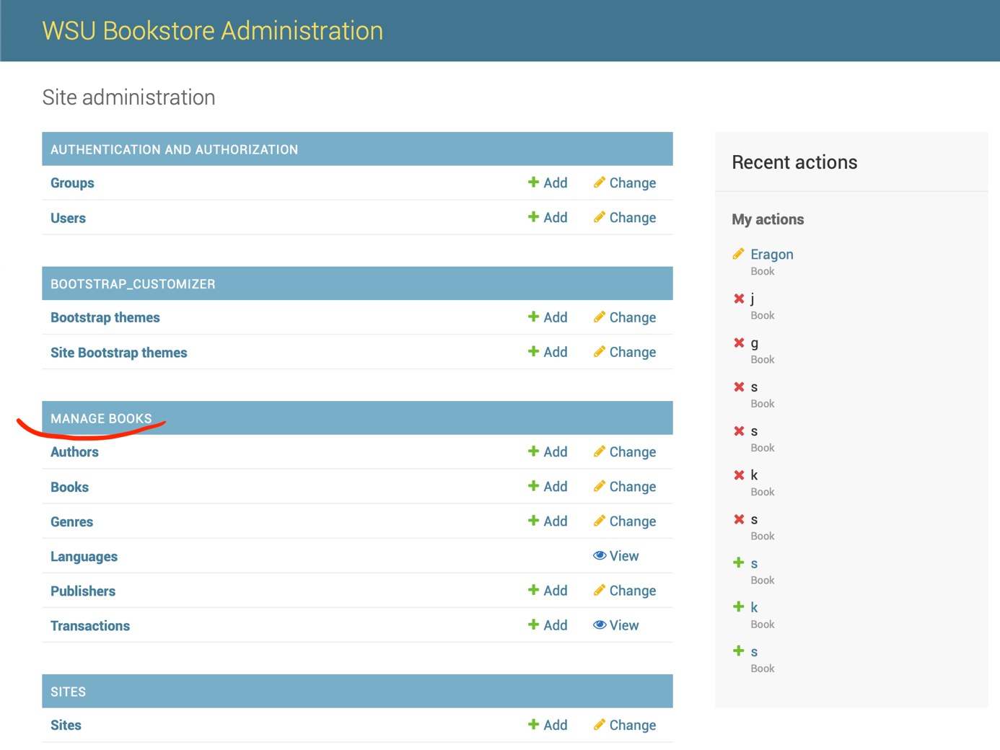 WSU Bookstore Administration
Site administration
AUTHENTICATION AND AUTHORIZATION
Groups Add Change
Users Add Change
BOOTSTRAP_CUSTOMIZER
Bootstrap themes Add Change
Site Bootstrap themes Add Change
MANAGE BOOKS
Authors Add Change
Books Add Change
Genres Add Change
Languages View
Publishers Add Change
Transactions Add View
SITES
Sites Add Change
Recent actions
My actions
Eragon
Book
j
Book
g
Book
s
Book
s
Book
k
Book
s
Book
s
Book
k
Book
s
Book